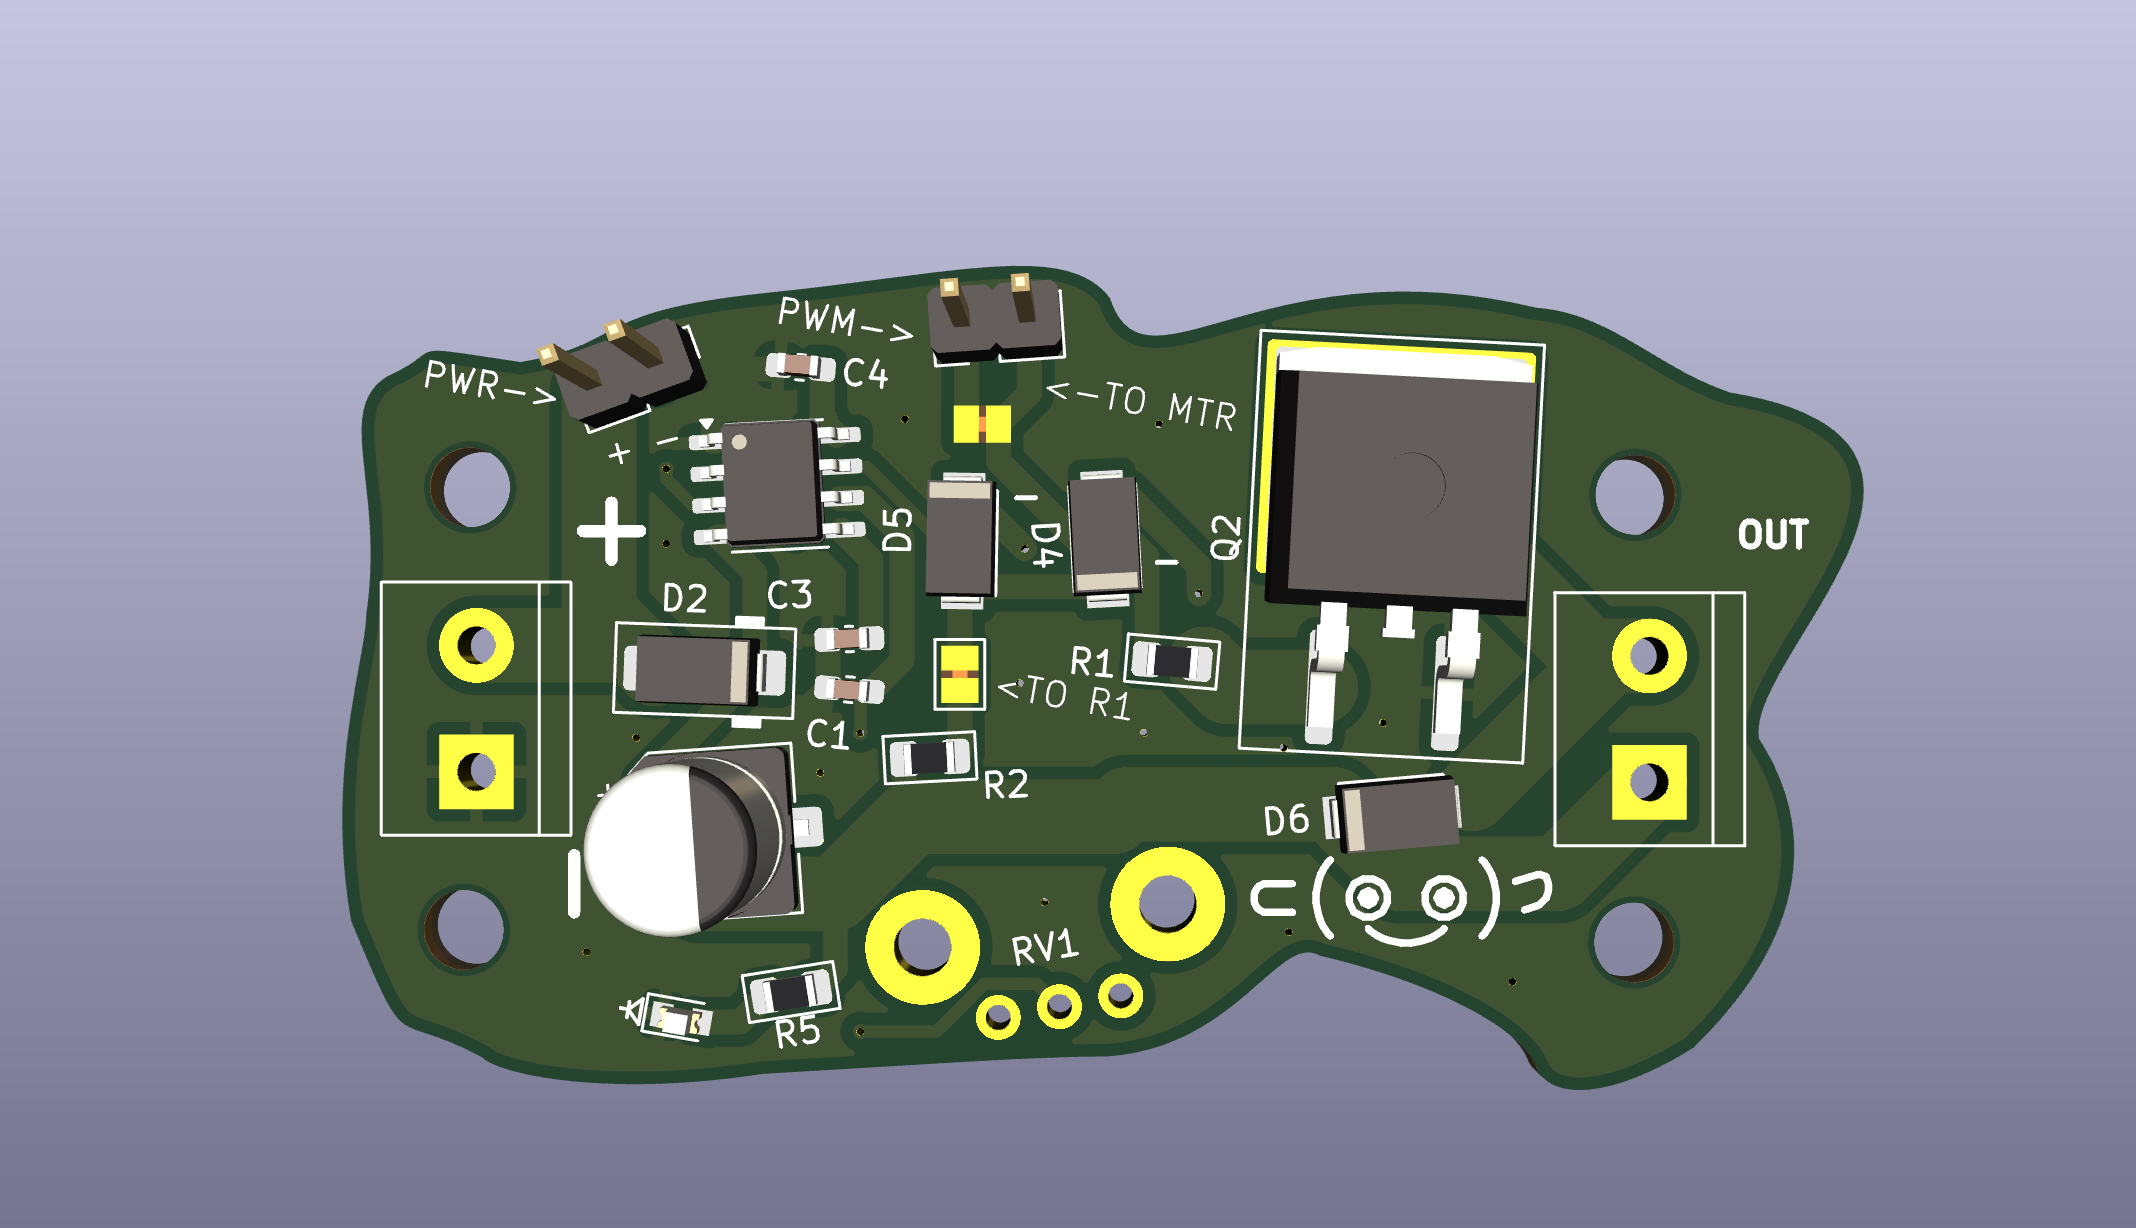 PWM->
PWR->
C4
<-TO MTR
+ -
+
D5
D4
Q2
OUT
D2
C3
R1
<TO R1
C1
R2
+
D6
RV1
R5